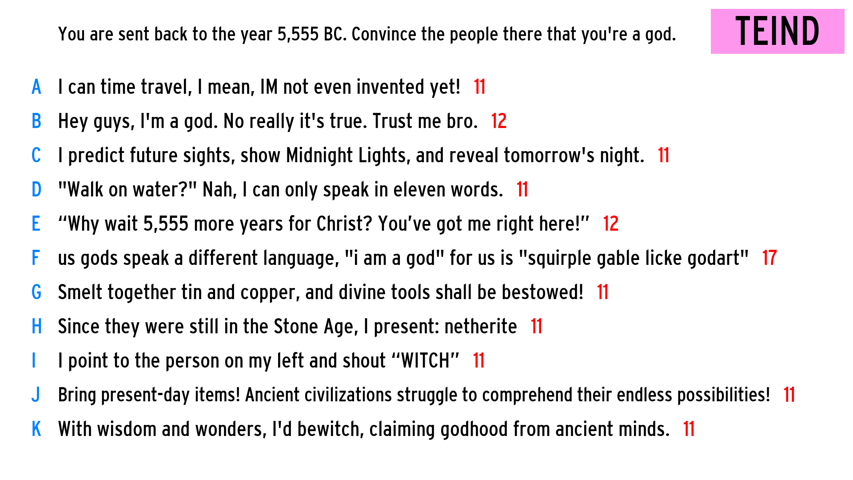 You are sent back to the year 5,555 BC. Convince the people there that you're a god.
TEIND
A I can time travel, I mean, IM not even invented yet! 11
B Hey guys, I'm a god. No really it's true. Trust me bro. 12
C I predict future sights, show Midnight Lights, and reveal tomorrow's night. 11
D "Walk on water?" Nah, I can only speak in eleven words. 11
E “Why wait 5,555 more years for Christ? You’ve got me right here!” 12
F us gods speak a different language, "i am a god" for us is "squirple gable licke godart" 17
G Smelt together tin and copper, and divine tools shall be bestowed! 11
H Since they were still in the Stone Age, I present: netherite 11
I I point to the person on my left and shout “WITCH” 11
J Bring present-day items! Ancient civilizations struggle to comprehend their endless possibilities! 11
K With wisdom and wonders, I'd bewitch, claiming godhood from ancient minds. 11